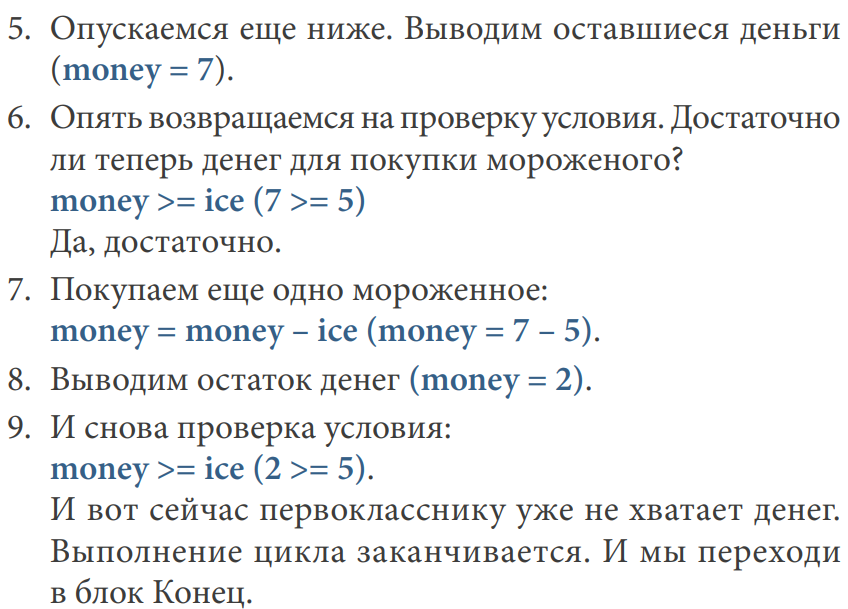 5. Опускаемся еще ниже. Выводим оставшиеся деньги
(money = 7).
6. Опять возвращаемся на проверку условия. Достаточно
ли теперь денег для покупки мороженого?
money >= ice (7 >= 5)
Да, достаточно.
7. Покупаем еще одно мороженное:
money = money – ice (money = 7 – 5).
8. Выводим остаток денег (money = 2).
9. И снова проверка условия:
money >= ice (2 >= 5).
И вот сейчас первокласснику уже не хватает денег.
Выполнение цикла заканчивается. И мы переходи
в блок Конец.